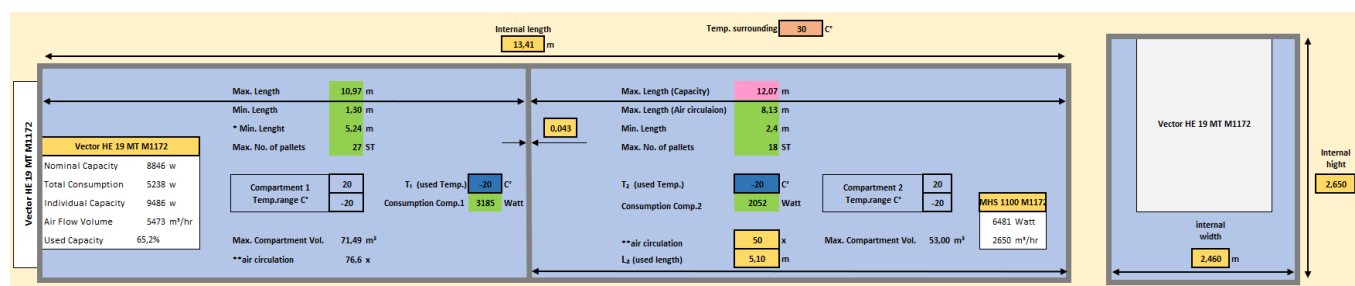 Internal length
13,41 m
Temp. surrounding 30 C°
Vector HE 19 MT M1172
Max. Length 10,97 m
Min. Length 1,30 m
* Min. Lenght 5,24 m
Max. No. of pallets 27 ST
Vector HE 19 MT M1172
Nominal Capacity 8846 w
Total Consumption 5238 w
Individual Capacity 9486 w
Air Flow Volume 5473 m³/hr
Used Capacity 65,2%
Compartment 1 20
Temp.range C° -20
T₁ (used Temp.) -20 C°
Consumption Comp.1 3185 Watt
Max. Compartment Vol. 71,49 m³
**air circulation 76,6 x
0,043
Max. Length (Capacity) 12,07 m
Max. Length (Air circulaion) 8,13 m
Min. Length 2,4 m
Max. No. of pallets 18 ST
T₂ (used Temp.) -20 C°
Consumption Comp.2 2052 Watt
Compartment 2 20
Temp.range C° -20
MHS 1100 M1172
6481 Watt
2650 m³/hr
**air circulation 50 x
Max. Compartment Vol. 53,00 m³
L₂ (used length) 5,10 m
Vector HE 19 MT M1172
Internal
hight
2,650
internal
width
2,460 m